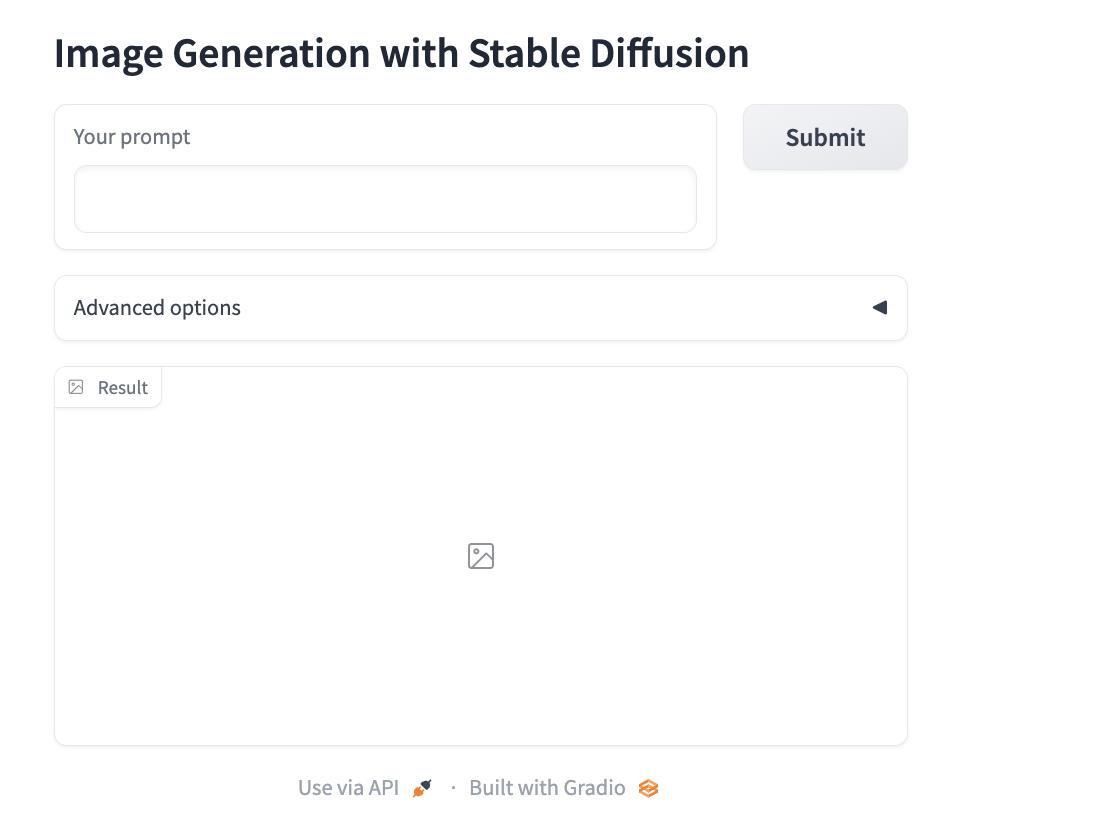 Image Generation with Stable Diffusion
Your prompt
Submit
Advanced options
Result
Use via API · Built with Gradio